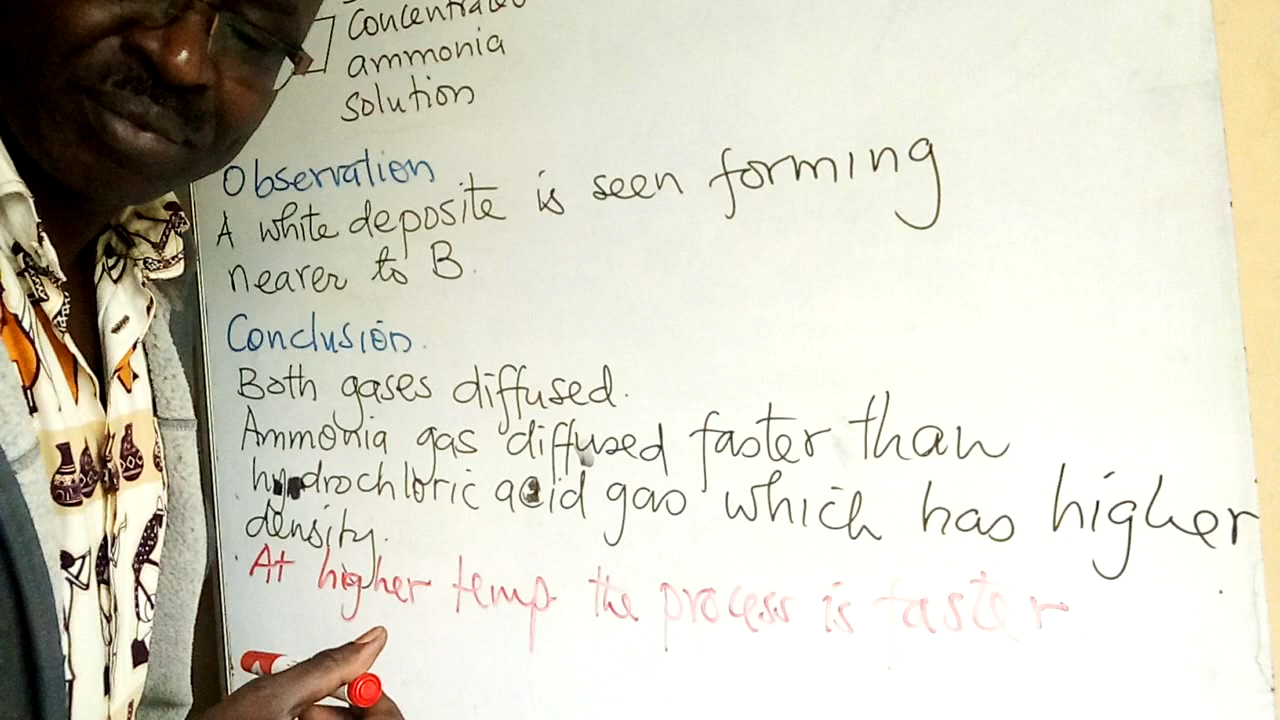 Concentrated
ammonia
solution
Observation
A white deposite is seen forming
nearer to B.
Conclusion.
Both gases diffused.
Ammonia gas diffused faster than
hydrochloric acid gas which has higher
density.
At higher temp the process is faster